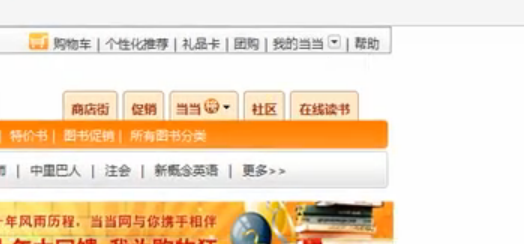 购物车 | 个性化推荐 | 礼品卡 | 团购 | 我的当当 | 帮助
商店街 促销 当当榜 社区 在线读书
| 特价书 | 图书促销 | 所有图书分类
| 中里巴人 | 注会 | 新概念英语 | 更多>>
年风雨历程，当当网与你携手相伴